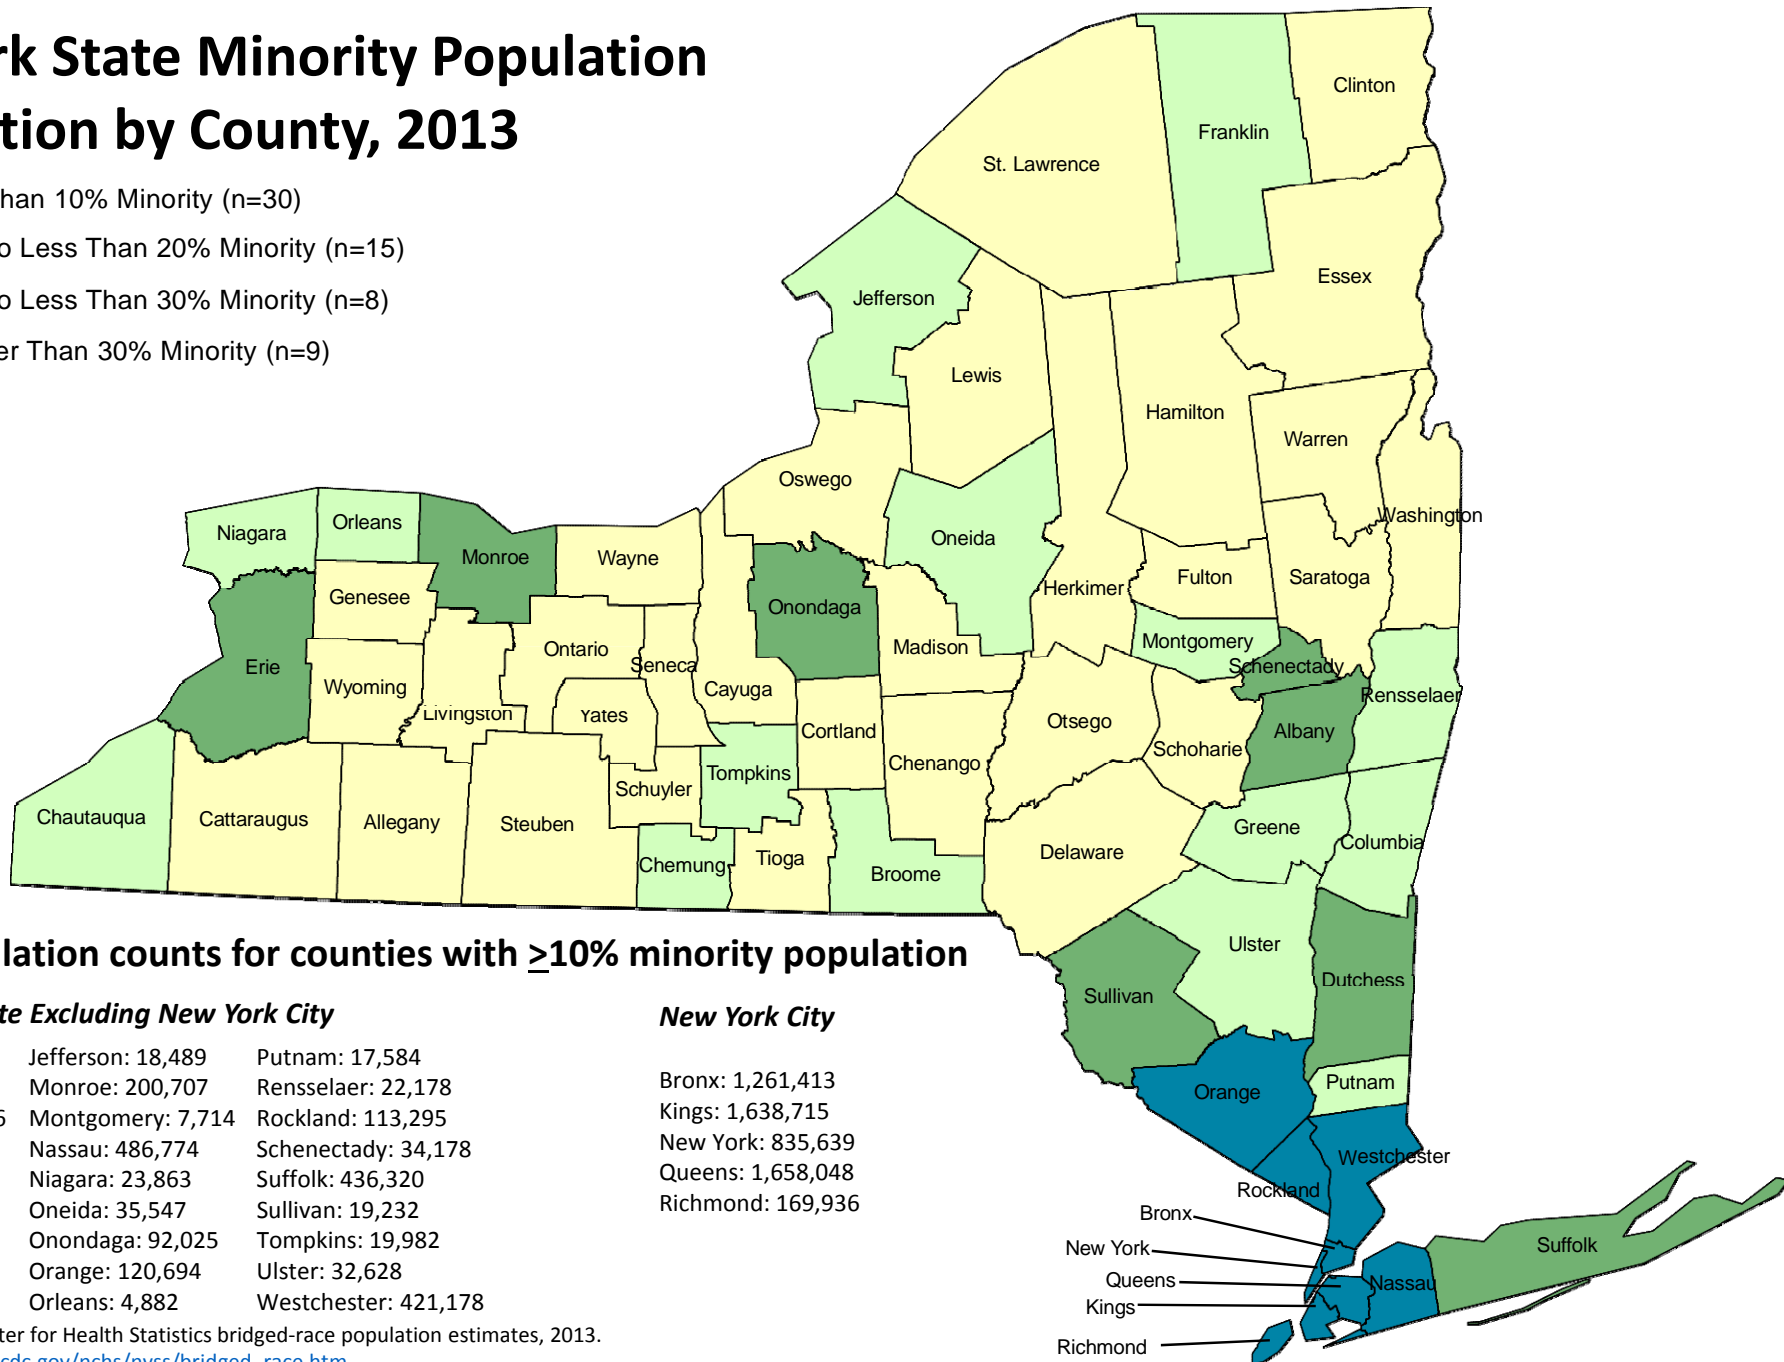 rk State Minority Population
tion by County, 2013
han 10% Minority (n=30)
o Less Than 20% Minority (n=15)
o Less Than 30% Minority (n=8)
er Than 30% Minority (n=9)
Clinton
Franklin
St. Lawrence
Essex
Jefferson
Lewis
Hamilton
Warren
Oswego
Washington
Niagara
Orleans
Monroe
Wayne
Oneida
Genesee
Onondaga
Herkimer
Fulton
Saratoga
Erie
Wyoming
Livingston
Ontario
Seneca
Yates
Cayuga
Madison
Montgomery
Schenectady
Rensselaer
Cortland
Otsego
Schoharie
Albany
Chautauqua
Cattaraugus
Allegany
Steuben
Schuyler
Tompkins
Chenango
Chemung
Tioga
Broome
Delaware
Greene
Columbia
Ulster
Dutchess
Sullivan
Orange
Putnam
Westchester
Rockland
Bronx
New York
Queens
Kings
Richmond
Nassau
Suffolk
lation counts for counties with >10% minority population
te Excluding New York City
Jefferson: 18,489
Monroe: 200,707
6 Montgomery: 7,714
Nassau: 486,774
Niagara: 23,863
Oneida: 35,547
Onondaga: 92,025
Orange: 120,694
Orleans: 4,882
Putnam: 17,584
Rensselaer: 22,178
Rockland: 113,295
Schenectady: 34,178
Suffolk: 436,320
Sullivan: 19,232
Tompkins: 19,982
Ulster: 32,628
Westchester: 421,178
New York City
Bronx: 1,261,413
Kings: 1,638,715
New York: 835,639
Queens: 1,658,048
Richmond: 169,936
ter for Health Statistics bridged-race population estimates, 2013.
cdc.gov/nchs/nvss/bridged_race.htm